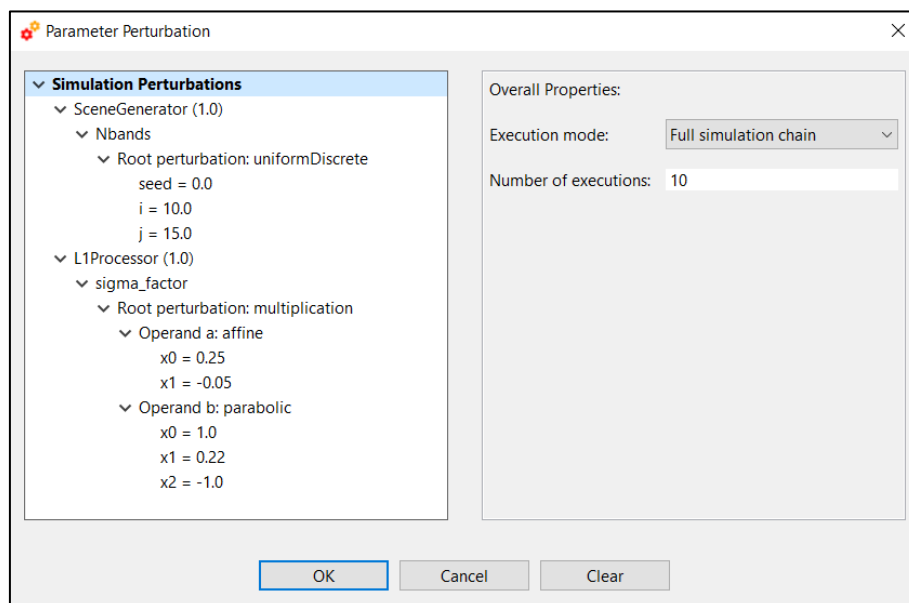 Parameter Perturbation
Simulation Perturbations
SceneGenerator (1.0)
Nbands
Root perturbation: uniformDiscrete
seed = 0.0
i = 10.0
j = 15.0
L1Processor (1.0)
sigma_factor
Root perturbation: multiplication
Operand a: affine
x0 = 0.25
x1 = -0.05
Operand b: parabolic
x0 = 1.0
x1 = 0.22
x2 = -1.0
Overall Properties:
Execution mode: Full simulation chain
Number of executions: 10
OK Cancel Clear